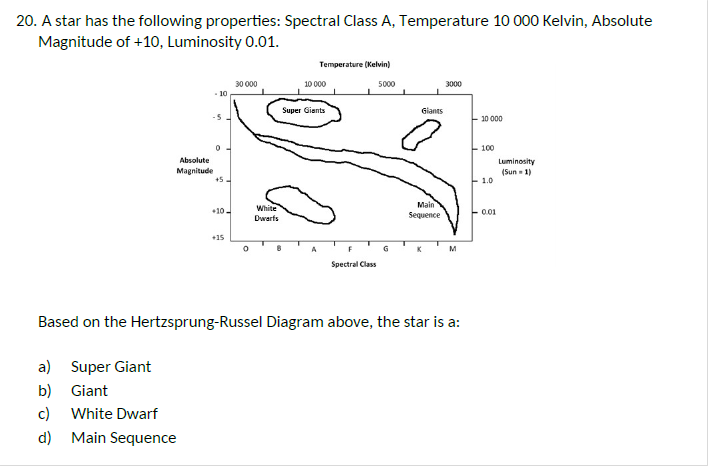 20. A star has the following properties: Spectral Class A, Temperature 10 000 Kelvin, Absolute
Magnitude of +10, Luminosity 0.01.
Temperature (Kelvin)
30 000 10 000 5000 3000
- 10
Super Giants
Giants
- 5
10 000
0
100
Absolute
Magnitude
Luminosity
(Sun = 1)
+5
1.0
White
Dwarfs
Main
Sequence
+10
0.01
+15
O B A F G K M
Spectral Class
Based on the Hertzsprung-Russel Diagram above, the star is a:
a) Super Giant
b) Giant
c) White Dwarf
d) Main Sequence